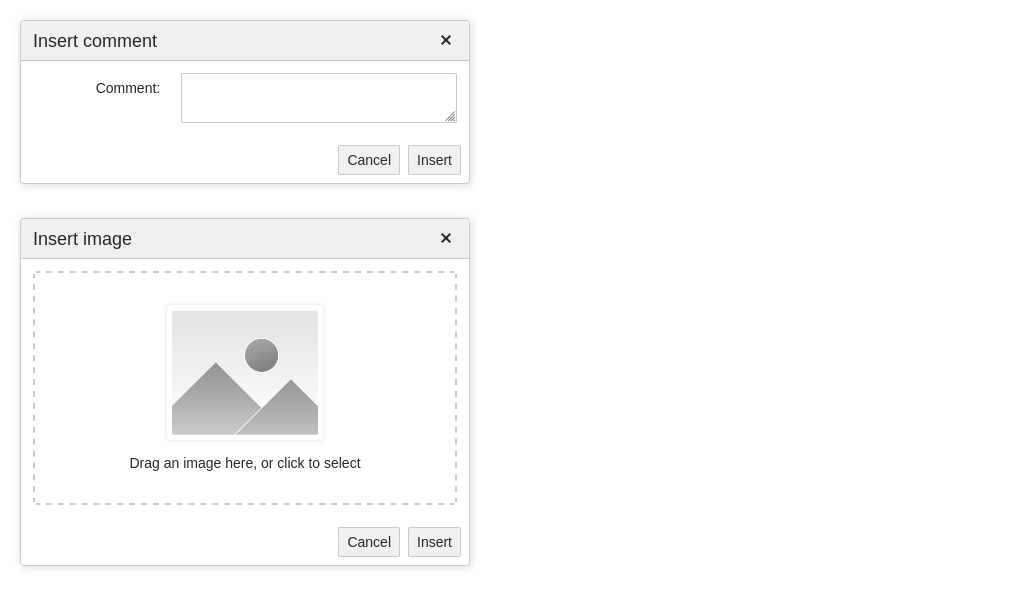 Insert comment
Comment:
Cancel Insert
Insert image
Drag an image here, or click to select
Cancel Insert